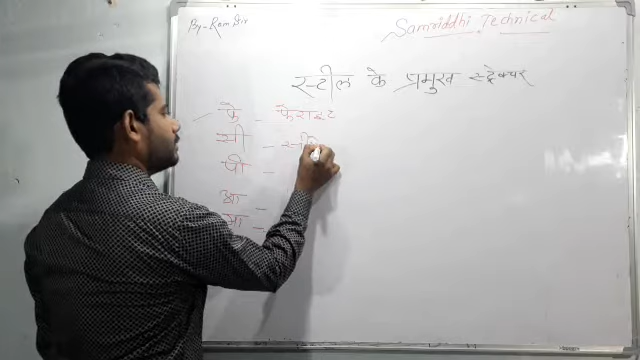 By- Ram Sir
Samriddhi Technical
स्टील के प्रमुख स्ट्रेक्चर
फे - फेराइट
सी - सीमे
पी -
आ -
मा -